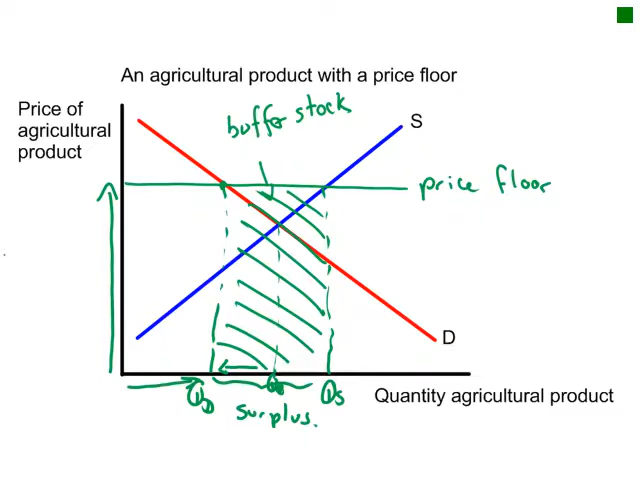 An agricultural product with a price floor
Price of
agricultural
product
buffer stock
S
price floor
D
QD
Qs
Quantity agricultural product
surplus.